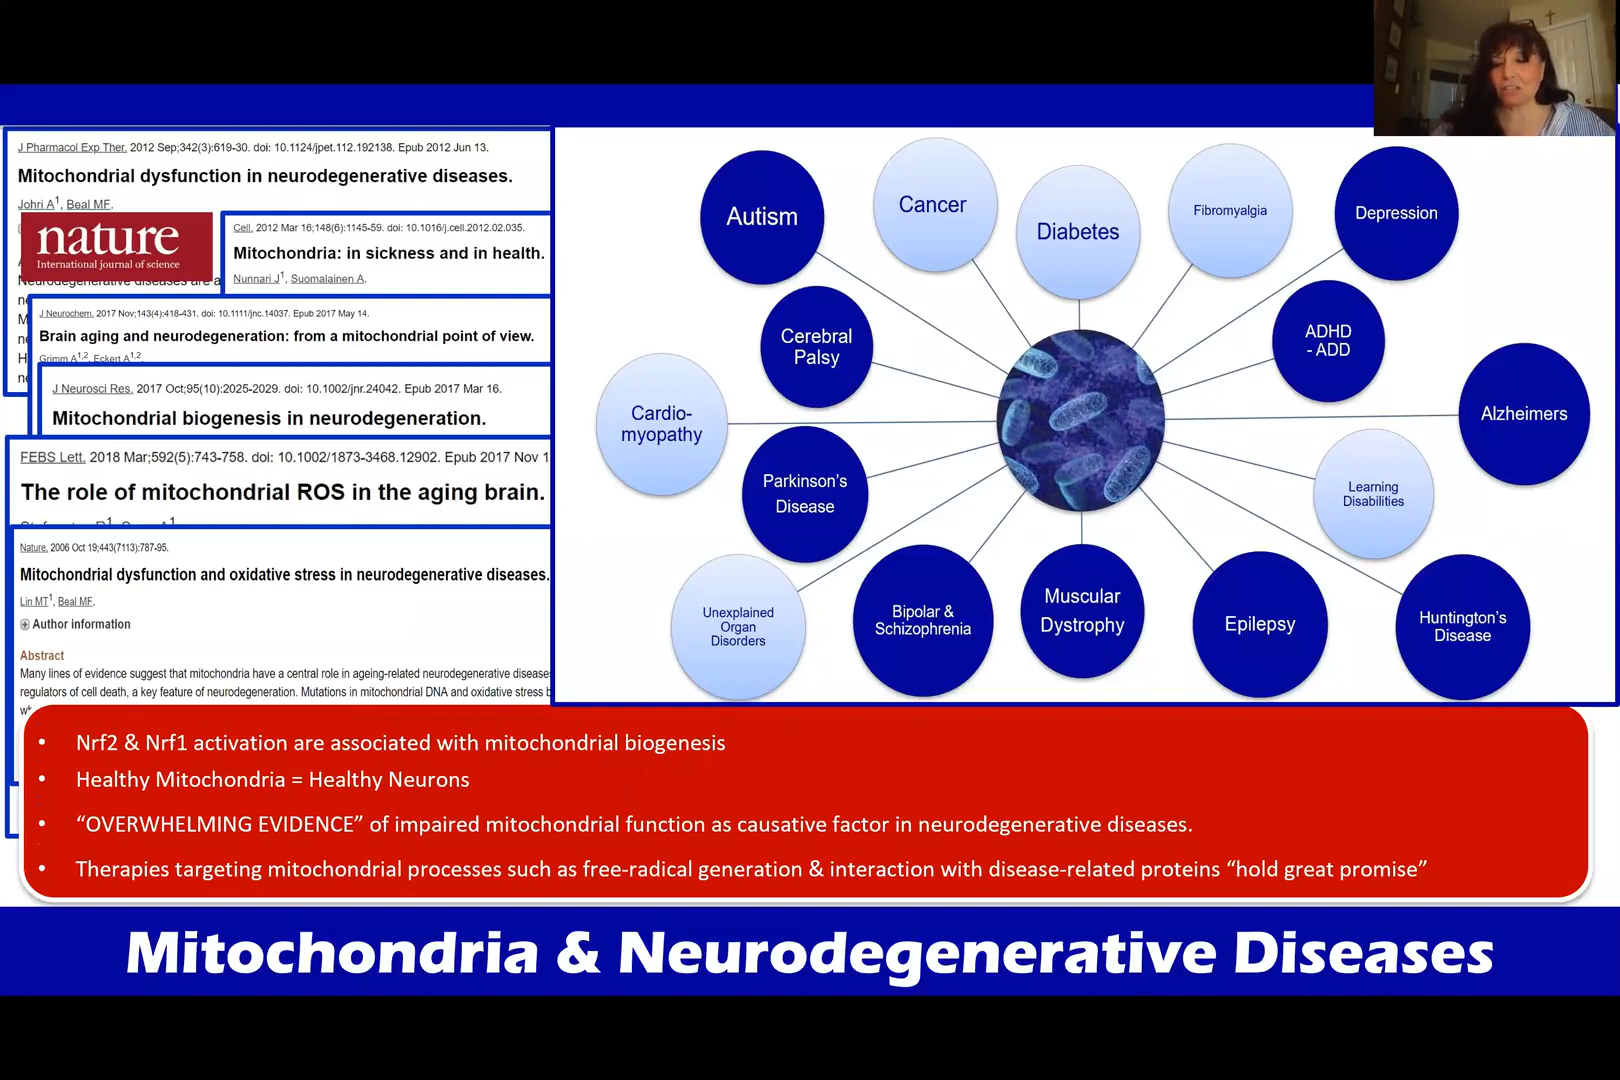 J Pharmacol Exp Ther. 2012 Sep;342(3):619-30. doi: 10.1124/jpet.112.192138. Epub 2012 Jun 13.
Mitochondrial dysfunction in neurodegenerative diseases.
Johri A1, Beal MF.
nature
International journal of science
Neurodegenerative diseases are a
Cell. 2012 Mar 16;148(6):1145-59. doi: 10.1016/j.cell.2012.02.035.
Mitochondria: in sickness and in health.
Nunnari J1, Suomalainen A.
J Neurochem. 2017 Nov;143(4):418-431. doi: 10.1111/jnc.14037. Epub 2017 May 14.
Brain aging and neurodegeneration: from a mitochondrial point of view.
Grimm A1,2, Eckert A1,2.
J Neurosci Res. 2017 Oct;95(10):2025-2029. doi: 10.1002/jnr.24042. Epub 2017 Mar 16.
Mitochondrial biogenesis in neurodegeneration.
FEBS Lett. 2018 Mar;592(5):743-758. doi: 10.1002/1873-3468.12902. Epub 2017 Nov 1
The role of mitochondrial ROS in the aging brain.
Nature. 2006 Oct 19;443(7113):787-95.
Mitochondrial dysfunction and oxidative stress in neurodegenerative diseases.
Lin MT1, Beal MF.
Author information
Abstract
Many lines of evidence suggest that mitochondria have a central role in ageing-related neurodegenerative disease
regulators of cell death, a key feature of neurodegeneration. Mutations in mitochondrial DNA and oxidative stress b
Autism
Cancer
Diabetes
Fibromyalgia
Depression
Cerebral
Palsy
ADHD
- ADD
Cardio-
myopathy
Alzheimers
Parkinson's
Disease
Learning
Disabilities
Unexplained
Organ
Disorders
Bipolar &
Schizophrenia
Muscular
Dystrophy
Epilepsy
Huntington's
Disease
• Nrf2 & Nrf1 activation are associated with mitochondrial biogenesis
• Healthy Mitochondria = Healthy Neurons
• “OVERWHELMING EVIDENCE” of impaired mitochondrial function as causative factor in neurodegenerative diseases.
• Therapies targeting mitochondrial processes such as free-radical generation & interaction with disease-related proteins “hold great promise”
Mitochondria & Neurodegenerative Diseases